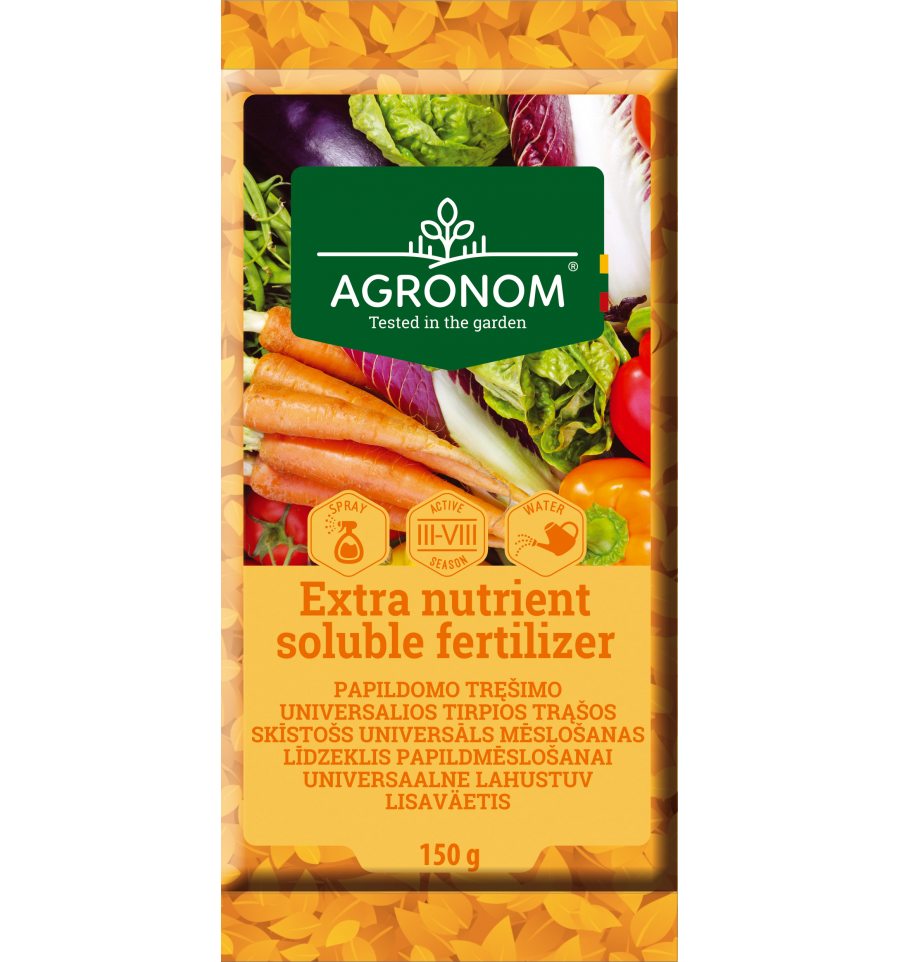 AGRONOM®
Tested in the garden
SPRAY
ACTIVE
III-VIII
SEASON
WATER
Extra nutrient
soluble fertilizer
PAPILDOMO TRĘŠIMO
UNIVERSALIOS TIRPIOS TRĄŠOS
SKĪSTOŠS UNIVERSĀLS MĒSLOŠANAS
LĪDZEKLIS PAPILDMĒSLOŠANAI
UNIVERSAALNE LAHUSTUV
LISAVÄETIS
150 g